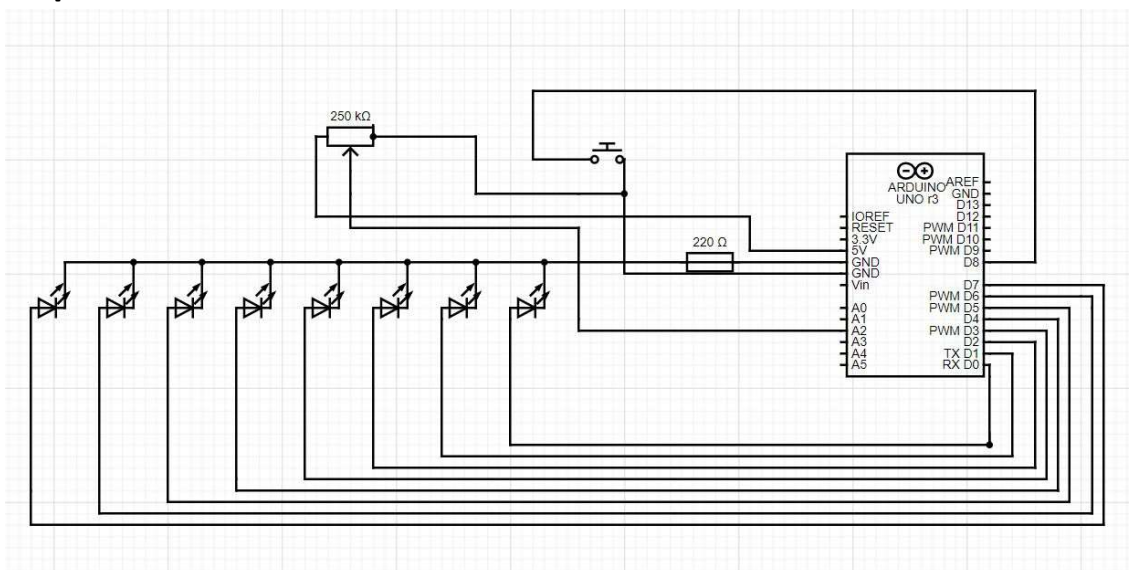 250 kΩ
220 Ω
ARDUINO
UNO r3
IOREF
RESET
3.3V
5V
GND
GND
Vin
A0
A1
A2
A3
A4
A5
AREF
GND
D13
D12
PWM D11
PWM D10
PWM D9
D8
D7
PWM D6
PWM D5
D4
PWM D3
D2
TX D1
RX D0